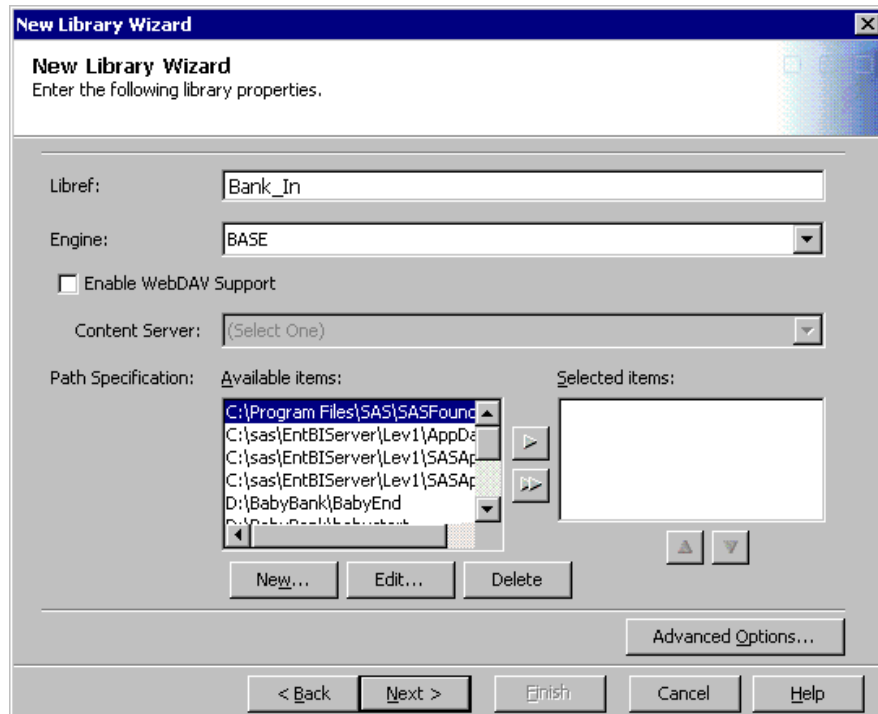 New Library Wizard
New Library Wizard
Enter the following library properties.
Libref: Bank_In
Engine: BASE
Enable WebDAV Support
Content Server: (Select One)
Path Specification: Available items: Selected items:
C:\Program Files\SAS\SASFound
C:\sas\EntBIServer\Lev1\AppDa
C:\sas\EntBIServer\Lev1\SASAp
C:\sas\EntBIServer\Lev1\SASAp
D:\BabyBank\BabyEnd
D:\BabyBank\babystart
New... Edit... Delete
Advanced Options...
< Back Next > Finish Cancel Help